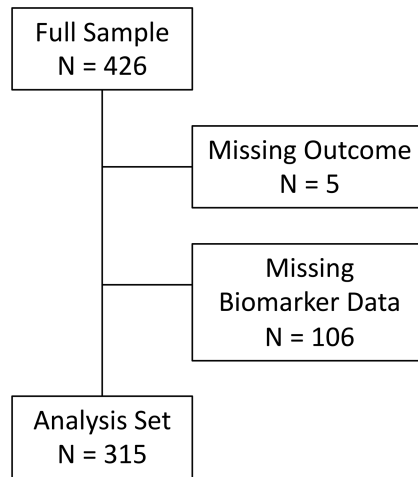 Full Sample
N = 426
Missing Outcome
N = 5
Missing
Biomarker Data
N = 106
Analysis Set
N = 315